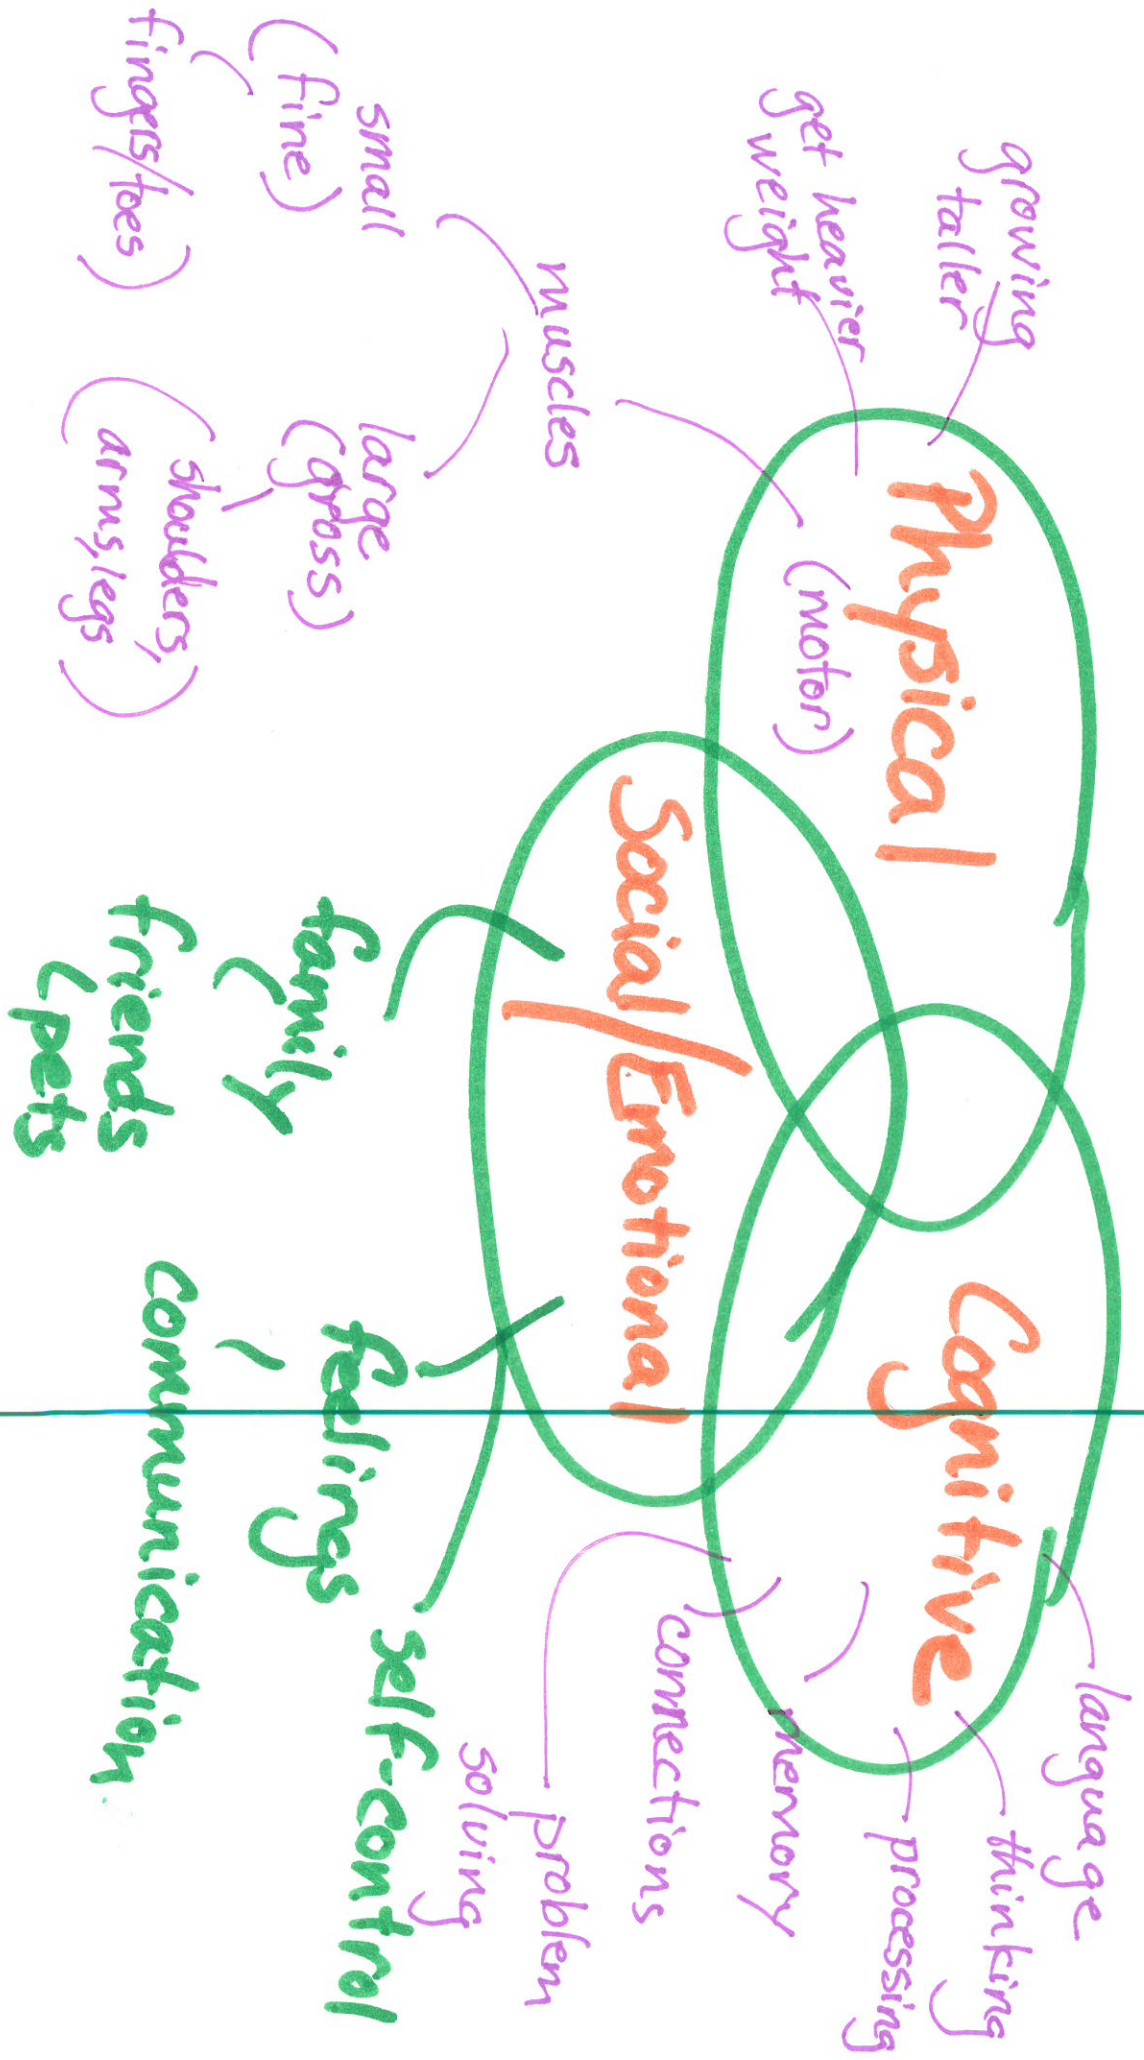 growing
taller
get heavier
weight
Physical
(motor)
muscles
small
(fine)
fingers/toes)
large
(gross)
(shoulders,
arms, legs)
Cognitive
language
thinking
processing
memory
connections
problem
solving
Social/Emotional
family
friends
pets
feelings
communication
self-control